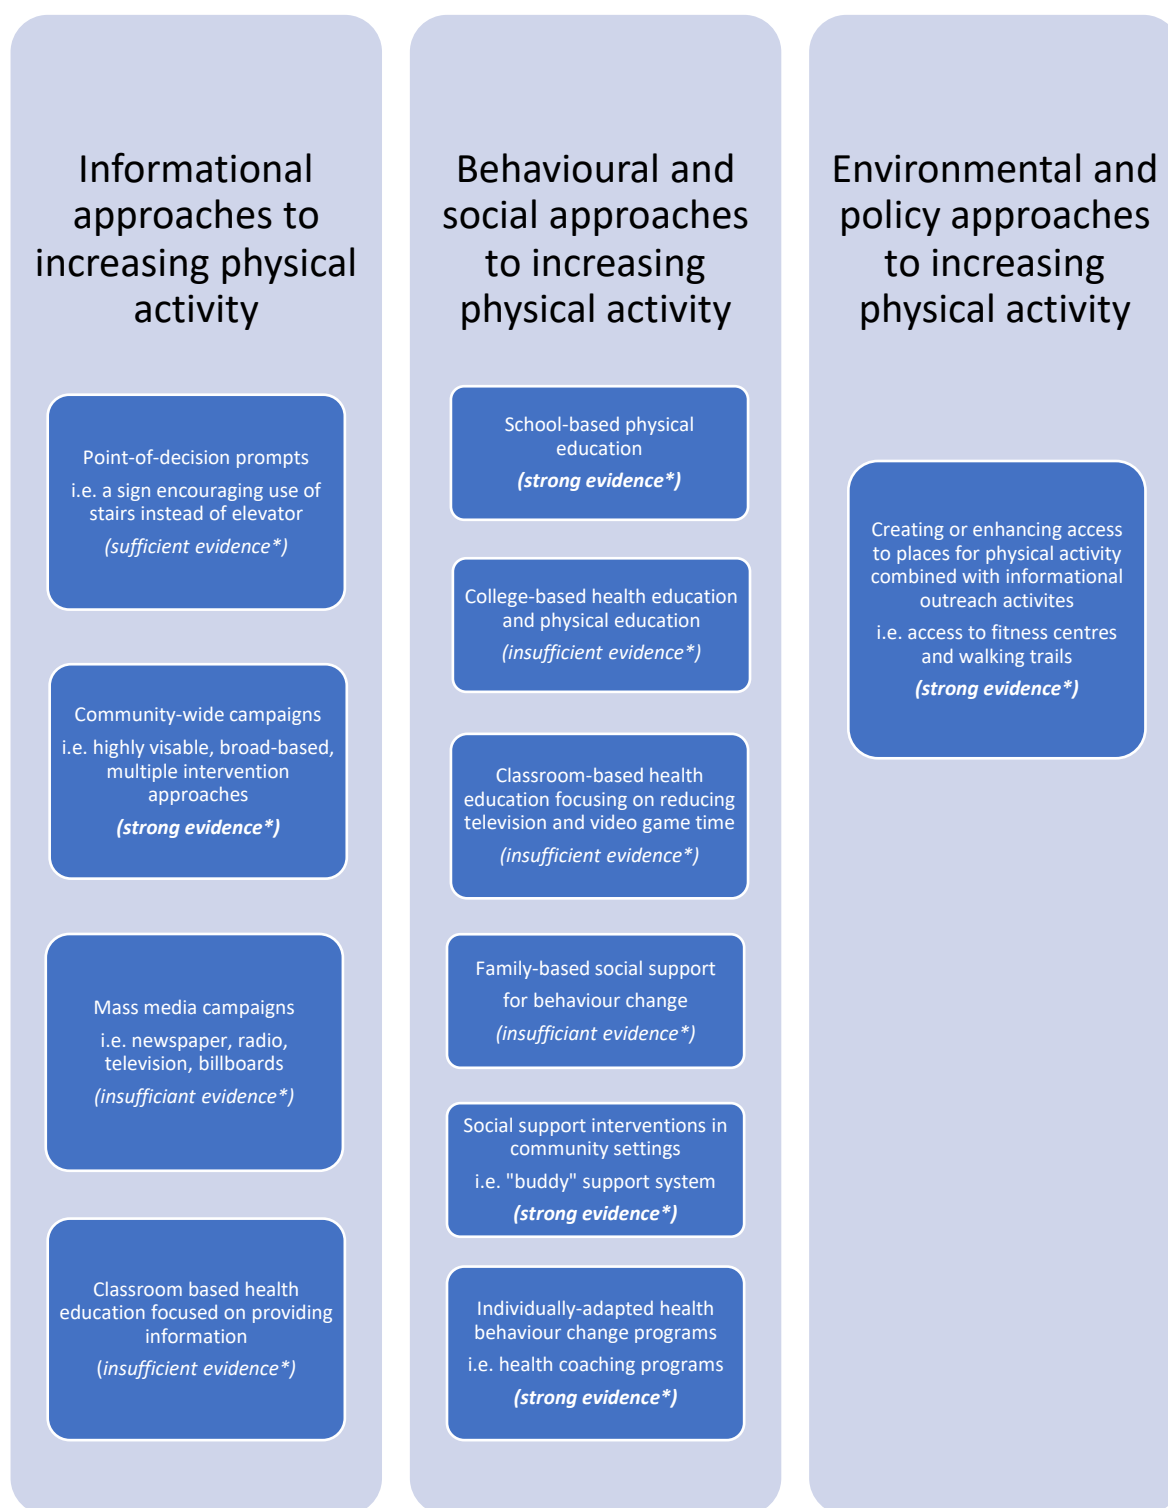 Informational
approaches to
increasing physical
activity
Point-of-decision prompts
i.e. a sign encouraging use of
stairs instead of elevator
(sufficient evidence*)
Community-wide campaigns
i.e. highly visable, broad-based,
multiple intervention
approaches
(strong evidence*)
Mass media campaigns
i.e. newspaper, radio,
television, billboards
(insufficiant evidence*)
Classroom based health
education focused on providing
information
(insufficient evidence*)
Behavioural and
social approaches
to increasing
physical activity
School-based physical
education
(strong evidence*)
College-based health education
and physical education
(insufficient evidence*)
Classroom-based health
education focusing on reducing
television and video game time
(insufficient evidence*)
Family-based social support
for behaviour change
(insufficiant evidence*)
Social support interventions in
community settings
i.e. "buddy" support system
(strong evidence*)
Individually-adapted health
behaviour change programs
i.e. health coaching programs
(strong evidence*)
Environmental and
policy approaches
to increasing
physical activity
Creating or enhancing access
to places for physical activity
combined with informational
outreach activites
i.e. access to fitness centres
and walking trails
(strong evidence*)